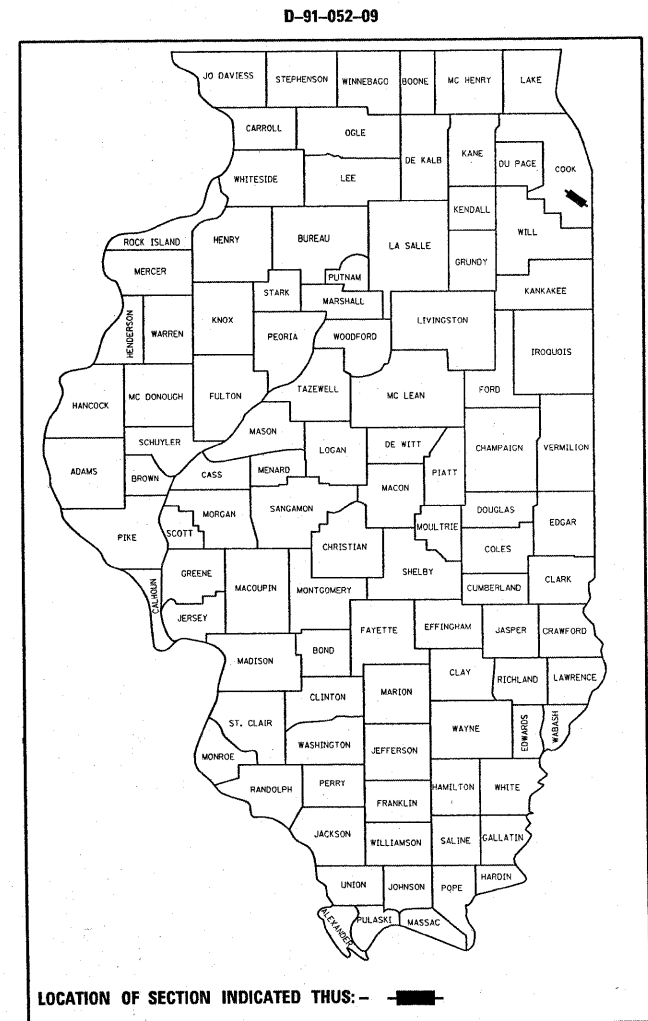 D-91-052-09
JO DAVIESS
STEPHENSON
WINNEBAGO
BOONE
MC HENRY
LAKE
CARROLL
OGLE
DE KALB
KANE
DU PAGE
COOK
WHITESIDE
LEE
KENDALL
WILL
ROCK ISLAND
HENRY
BUREAU
LA SALLE
GRUNDY
MERCER
PUTNAM
STARK
MARSHALL
KANKAKEE
HENDERSON
WARREN
KNOX
PEORIA
WOODFORD
LIVINGSTON
IROQUOIS
HANCOCK
MC DONOUGH
FULTON
TAZEWELL
MC LEAN
FORD
SCHUYLER
MASON
LOGAN
DE WITT
CHAMPAIGN
VERMILION
ADAMS
BROWN
CASS
MENARD
PIATT
MACON
PIKE
SCOTT
MORGAN
SANGAMON
CHRISTIAN
MOULTRIE
DOUGLAS
EDGAR
COLES
CALHOUN
GREENE
MACOUPIN
MONTGOMERY
SHELBY
CUMBERLAND
CLARK
JERSEY
FAYETTE
EFFINGHAM
JASPER
CRAWFORD
MADISON
BOND
CLAY
RICHLAND
LAWRENCE
CLINTON
MARION
ST. CLAIR
WAYNE
EDWARDS
WABASH
WASHINGTON
JEFFERSON
MONROE
RANDOLPH
PERRY
HAMILTON
WHITE
FRANKLIN
JACKSON
WILLIAMSON
SALINE
GALLATIN
UNION
JOHNSON
POPE
HARDIN
ALEXANDER
PULASKI
MASSAC
LOCATION OF SECTION INDICATED THUS: -